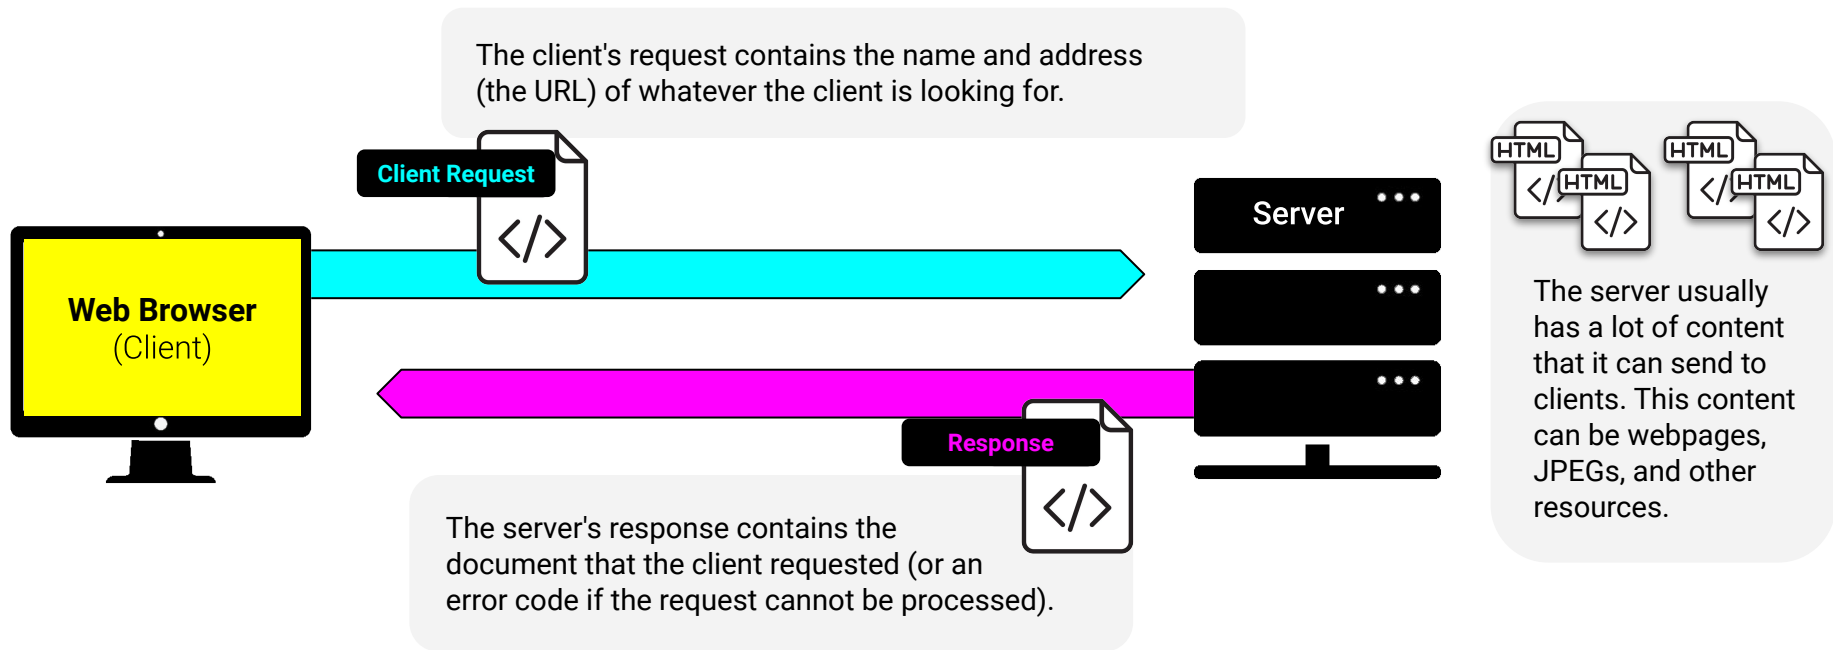 The client's request contains the name and address
(the URL) of whatever the client is looking for.
Client Request
</>
Web Browser
(Client)
Server
Response
</>
The server's response contains the
document that the client requested (or an
error code if the request cannot be processed).
HTML
</>
HTML
</>
HTML
</>
HTML
</>
The server usually
has a lot of content
that it can send to
clients. This content
can be webpages,
JPEGs, and other
resources.